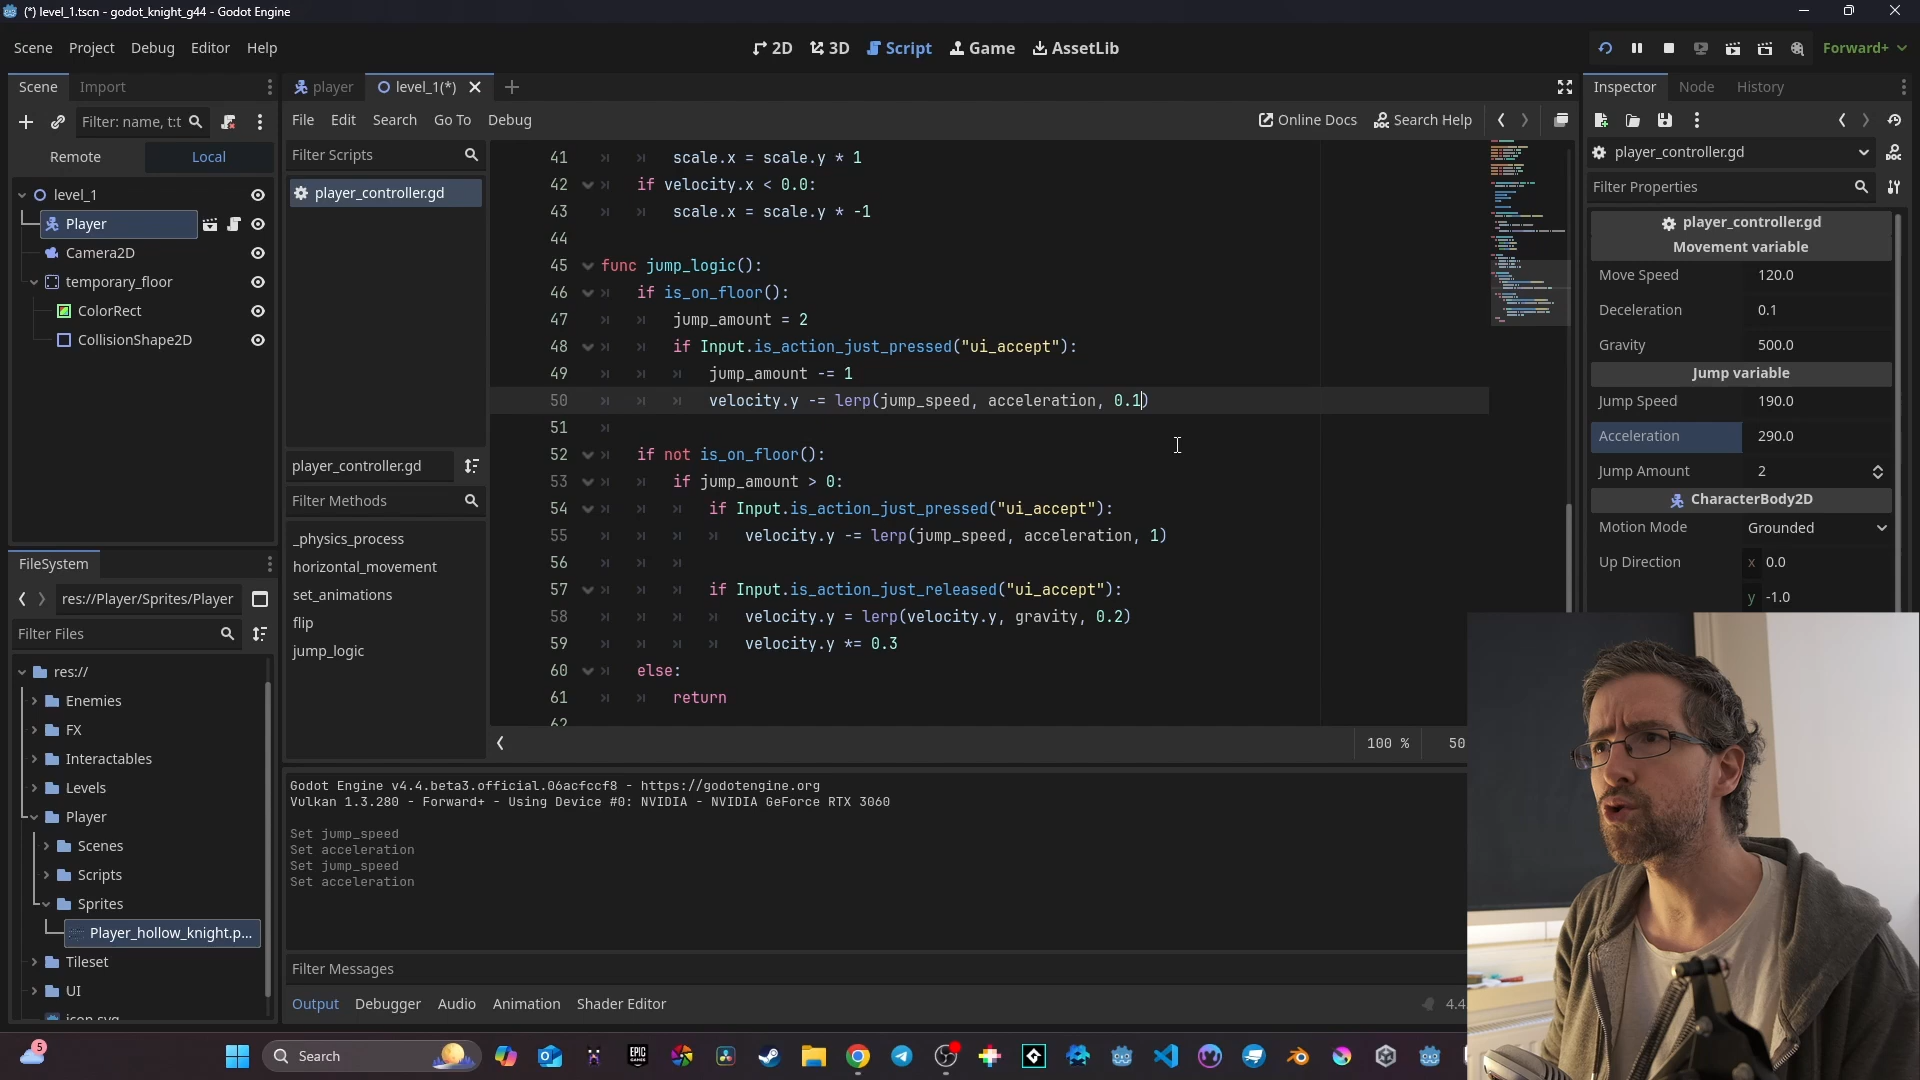 (*) level_1.tscn - godot_knight_g44 - Godot Engine
Scene Project Debug Editor Help
2D 3D Script Game AssetLib
Forward+
Scene Import
player level_1(*)
Inspector Node History
Filter: name, t:t
File Edit Search Go To Debug
Online Docs Search Help
Remote Local
Filter Scripts
player_controller.gd
level_1
Player
Camera2D
temporary_floor
ColorRect
CollisionShape2D
player_controller.gd
Filter Methods
_physics_process
horizontal_movement
set_animations
flip
jump_logic
41 scale.x = scale.y * 1
42 if velocity.x < 0.0:
43 scale.x = scale.y * -1
44
45 func jump_logic():
46 if is_on_floor():
47 jump_amount = 2
48 if Input.is_action_just_pressed("ui_accept"):
49 jump_amount -= 1
50 velocity.y -= lerp(jump_speed, acceleration, 0.1)
51
52 if not is_on_floor():
53 if jump_amount > 0:
54 if Input.is_action_just_pressed("ui_accept"):
55 velocity.y -= lerp(jump_speed, acceleration, 1)
56
57 if Input.is_action_just_released("ui_accept"):
58 velocity.y = lerp(velocity.y, gravity, 0.2)
59 velocity.y *= 0.3
60 else:
61 return
62
100 % 50
player_controller.gd
Filter Properties
player_controller.gd
Movement variable
Move Speed 120.0
Deceleration 0.1
Gravity 500.0
Jump variable
Jump Speed 190.0
Acceleration 290.0
Jump Amount 2
CharacterBody2D
Motion Mode Grounded
Up Direction x 0.0
y -1.0
FileSystem
res://Player/Sprites/Player
Filter Files
res://
Enemies
FX
Interactables
Levels
Player
Scenes
Scripts
Sprites
Player_hollow_knight.p...
Tileset
UI
icon.svg
Godot Engine v4.4.beta3.official.06acfccf8 - https://godotengine.org
Vulkan 1.3.280 - Forward+ - Using Device #0: NVIDIA - NVIDIA GeForce RTX 3060
Set jump_speed
Set acceleration
Set jump_speed
Set acceleration
Filter Messages
Output Debugger Audio Animation Shader Editor
4.4
5
Search
EPIC GAMES